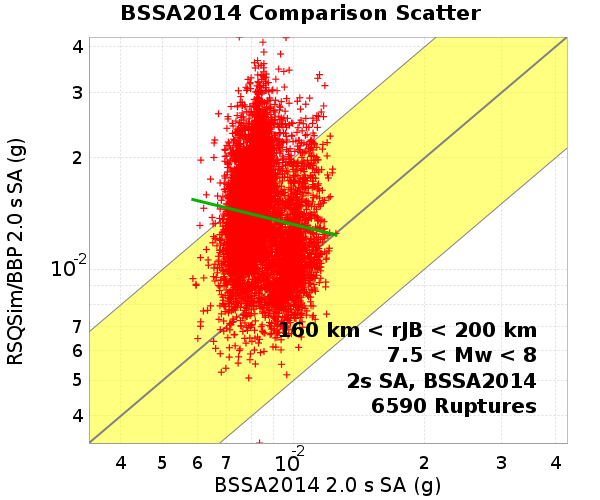 BSSA2014 Comparison Scatter
RSQSim/BBP 2.0 s SA (g)
4
3
2
10-2
7
6
5
4
160 km < rJB < 200 km
7.5 < Mw < 8
2s SA, BSSA2014
6590 Ruptures
4 5 6 7 10-2 2 3 4
BSSA2014 2.0 s SA (g)